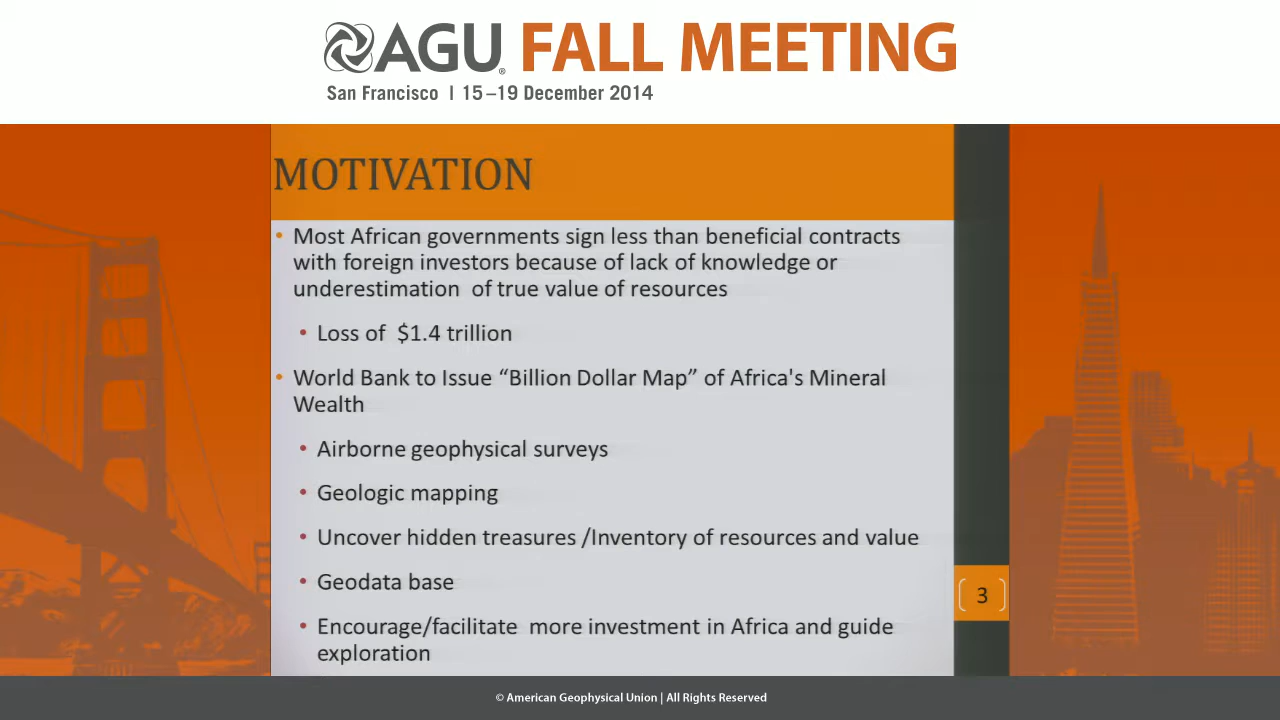 AGU® FALL MEETING
San Francisco | 15–19 December 2014
MOTIVATION
• Most African governments sign less than beneficial contracts
with foreign investors because of lack of knowledge or
underestimation of true value of resources
• Loss of $1.4 trillion
• World Bank to Issue “Billion Dollar Map” of Africa's Mineral
Wealth
• Airborne geophysical surveys
• Geologic mapping
• Uncover hidden treasures /Inventory of resources and value
• Geodata base
• Encourage/facilitate more investment in Africa and guide
exploration
3
© American Geophysical Union | All Rights Reserved